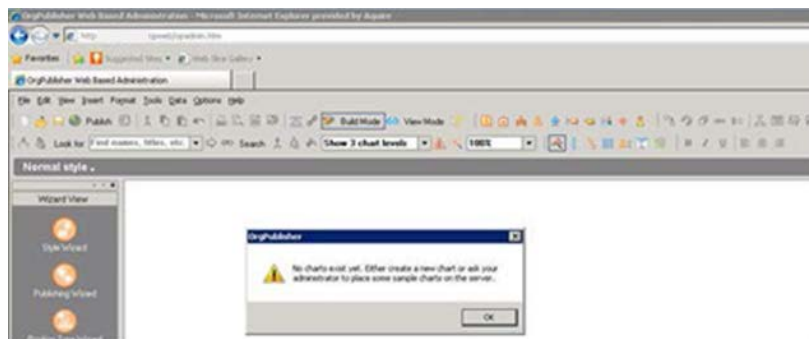 OrgPublisher Web Based Administration - Microsoft Internet Explorer provided by Aquire
http
Favorites Suggested Sites Web Slice Gallery
OrgPublisher Web Based Administration
File Edit View Insert Format Tools Data Options Help
Publish Build Mode View Mode
Look for Find names, titles, etc. Search Show 3 chart levels 100%
Normal style
Wizard View
Style Wizard
Publishing Wizard
OrgPublisher
No charts exist yet. Either create a new chart or ask your
administrator to place some sample charts on the server.
OK